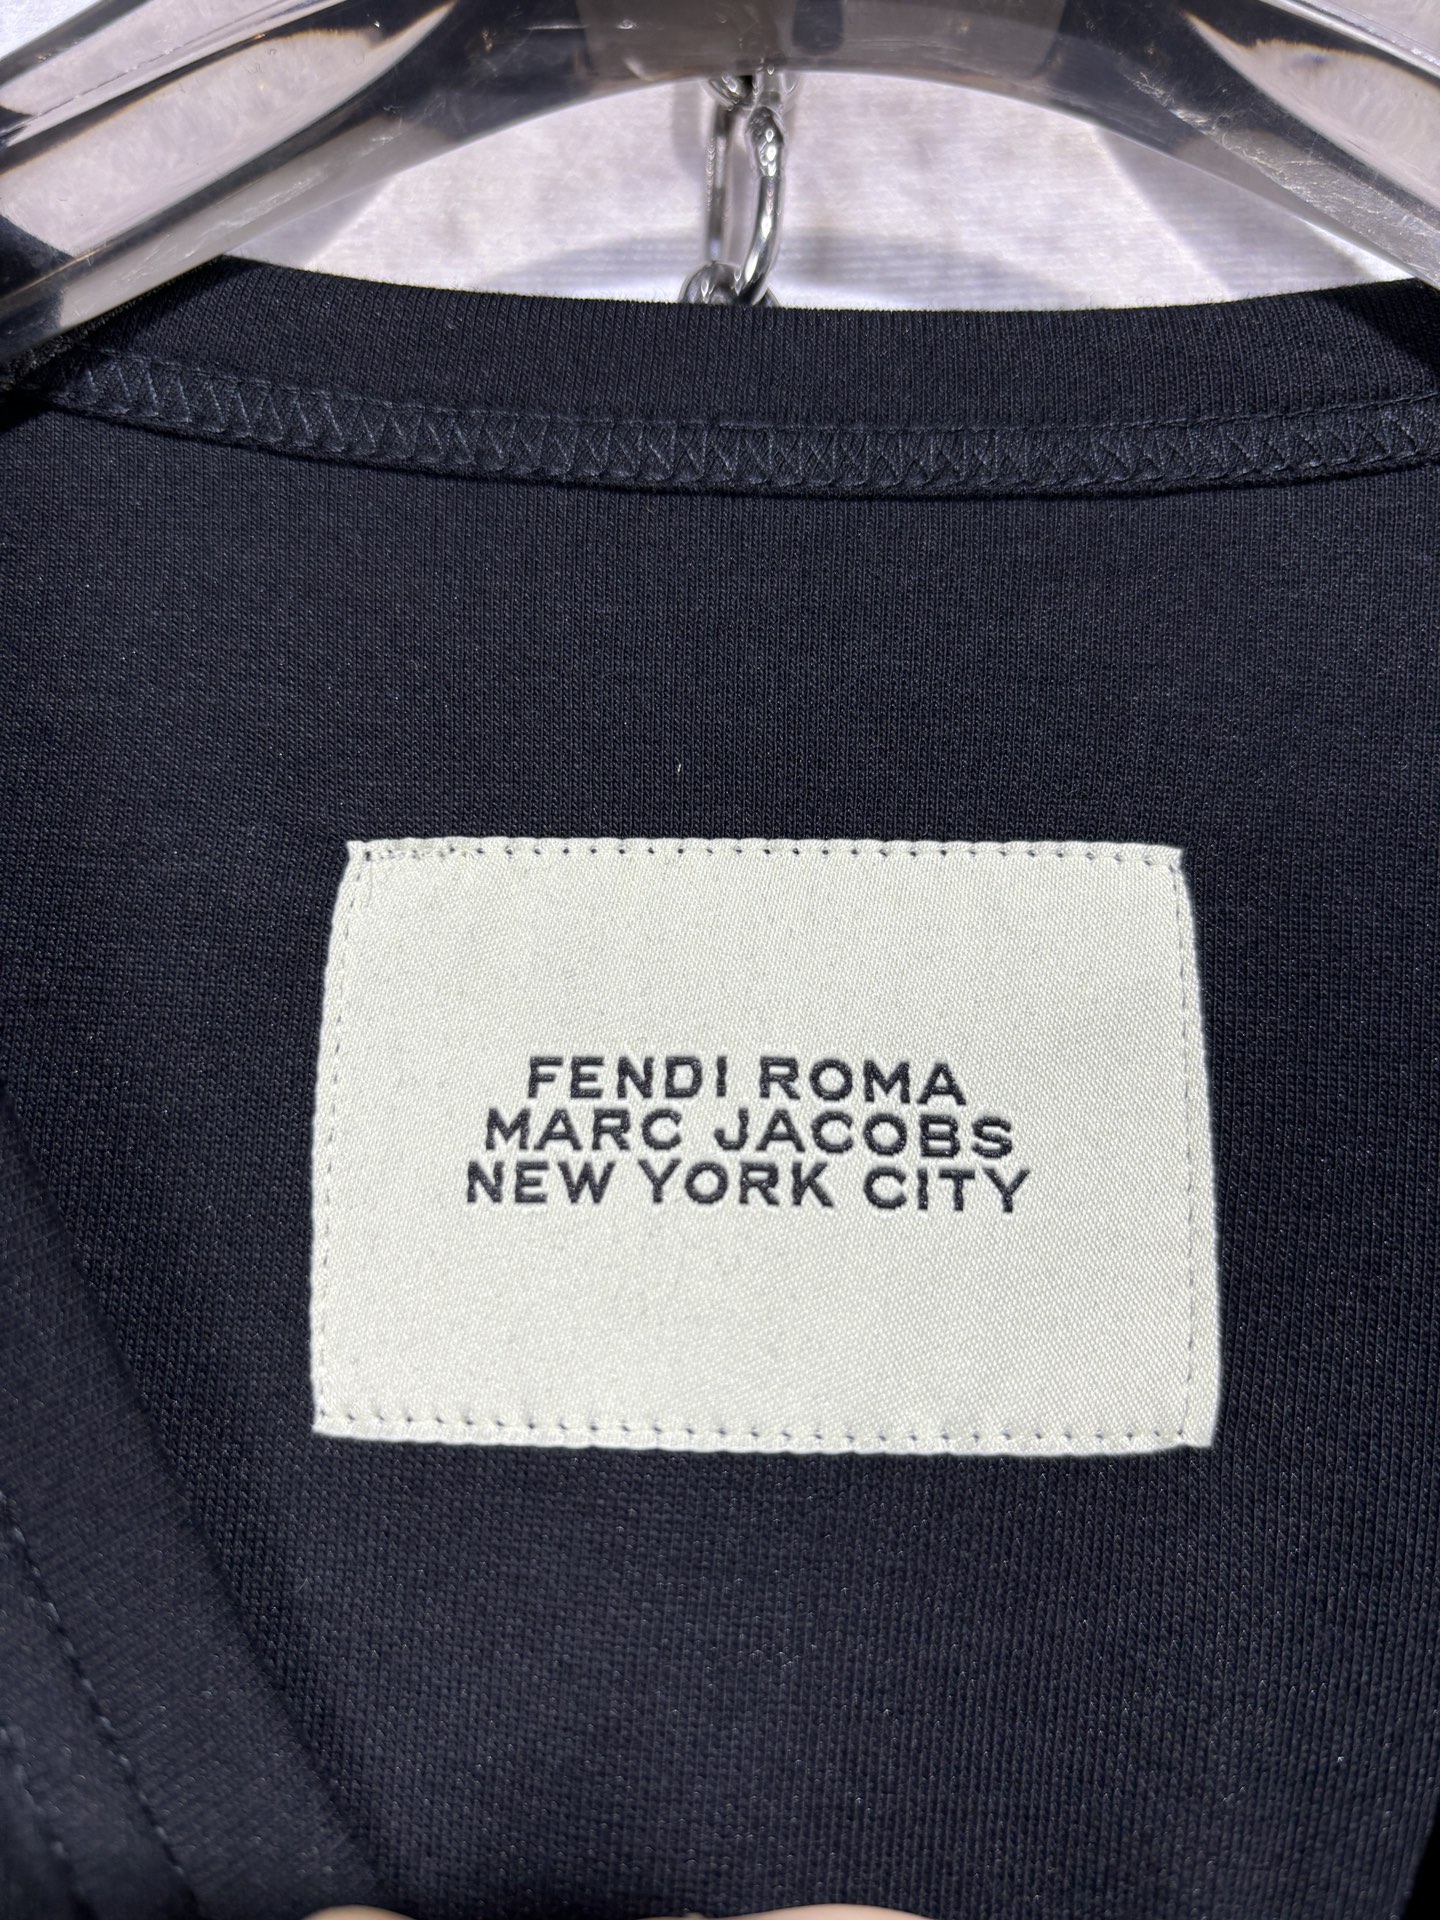 FENDI ROMA
MARC JACOBS
NEW YORK CITY